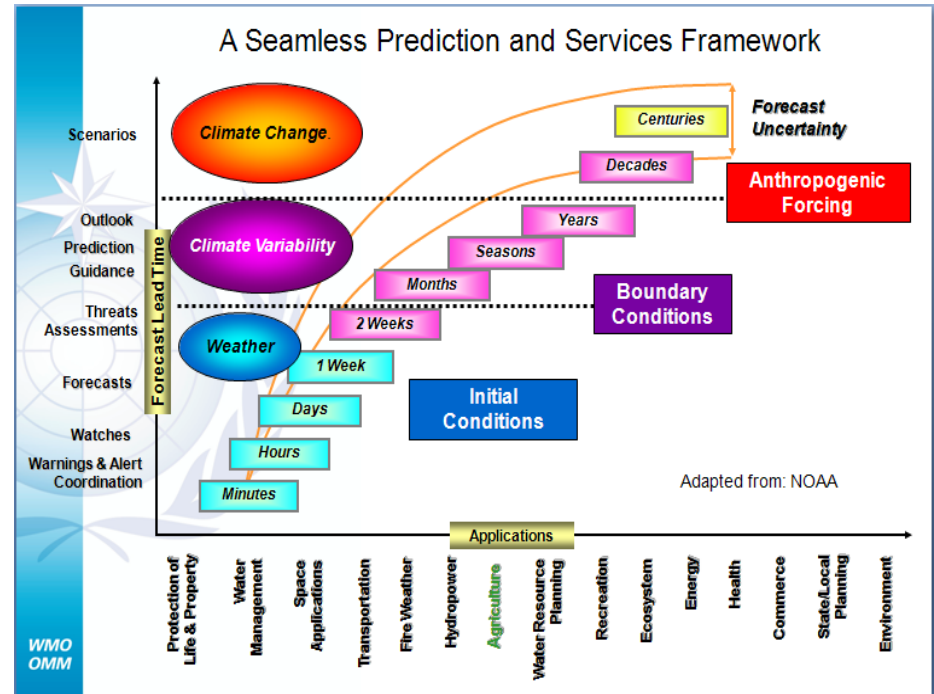 A Seamless Prediction and Services Framework
Scenarios
Outlook
Prediction
Guidance
Threats
Assessments
Forecasts
Watches
Warnings & Alert
Coordination
Forecast Lead Time
Climate Change.
Climate Variability
Weather
Centuries
Decades
Years
Seasons
Months
2 Weeks
1 Week
Days
Hours
Minutes
Forecast
Uncertainty
Anthropogenic
Forcing
Boundary
Conditions
Initial
Conditions
Adapted from: NOAA
Applications
Protection of
Life & Property
Water
Management
Space
Applications
Transportation
Fire Weather
Hydropower
Agriculture
Water Resource
Planning
Recreation
Ecosystem
Energy
Health
Commerce
State/Local
Planning
Environment
WMO
OMM